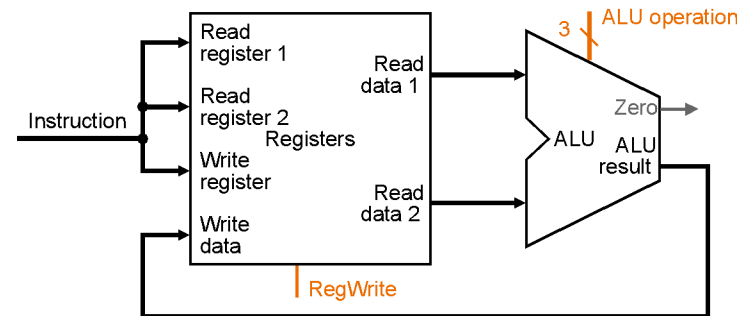 ALU operation
3
Read
register 1
Read
data 1
Read
register 2
Zero
Instruction
Registers
ALU
ALU
result
Write
register
Read
data 2
Write
data
RegWrite